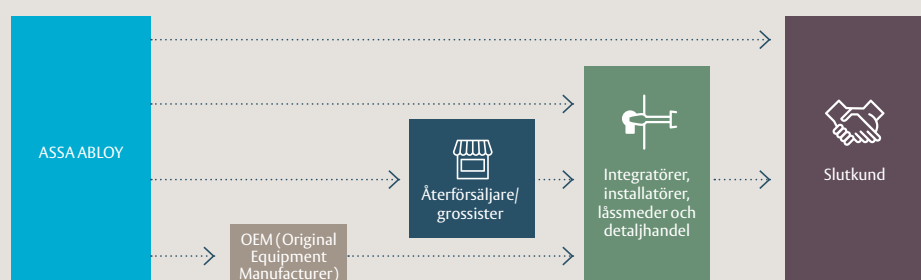 ASSA ABLOY
OEM (Original
Equipment
Manufacturer)
Återförsäljare/
grossister
Integratörer,
installatörer,
låssmeder och
detaljhandel
Slutkund